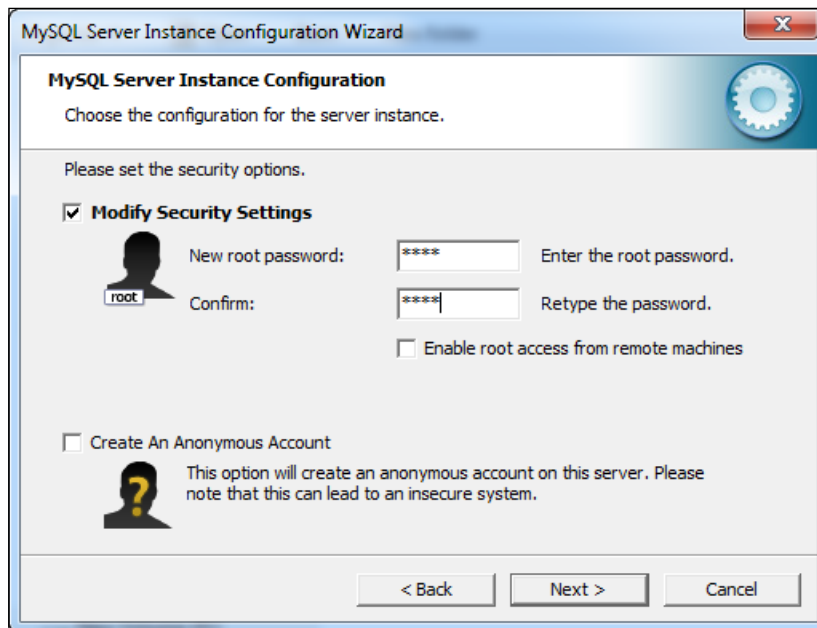 MySQL Server Instance Configuration Wizard
MySQL Server Instance Configuration
Choose the configuration for the server instance.
Please set the security options.
Modify Security Settings
New root password: **** Enter the root password.
root
Confirm: **** Retype the password.
Enable root access from remote machines
Create An Anonymous Account
This option will create an anonymous account on this server. Please
note that this can lead to an insecure system.
< Back Next > Cancel